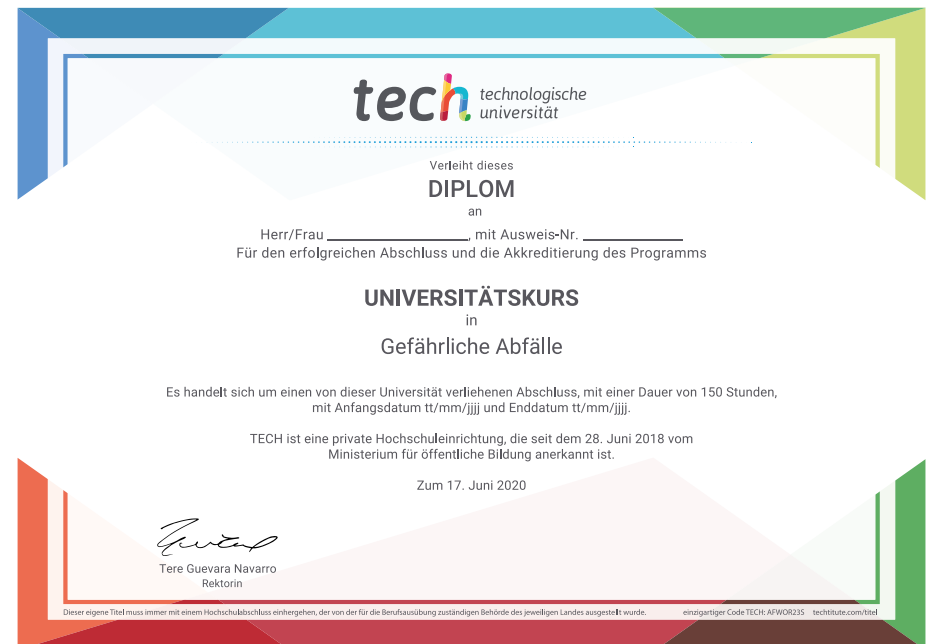 tech technologische
universität
Verleiht dieses
DIPLOM
an
Herr/Frau ____________________, mit Ausweis-Nr. ______________
Für den erfolgreichen Abschluss und die Akkreditierung des Programms
UNIVERSITÄTSKURS
in
Gefährliche Abfälle
Es handelt sich um einen von dieser Universität verliehenen Abschluss, mit einer Dauer von 150 Stunden,
mit Anfangsdatum tt/mm/jjjj und Enddatum tt/mm/jjjj.
TECH ist eine private Hochschuleinrichtung, die seit dem 28. Juni 2018 vom
Ministerium für öffentliche Bildung anerkannt ist.
Zum 17. Juni 2020
Tere Guevara Navarro
Rektorin
Dieser eigene Titel muss immer mit einem Hochschulabschluss einhergehen, der von der für die Berufsausübung zuständigen Behörde des jeweiligen Landes ausgestellt wurde. einzigartiger Code TECH: AFWOR23S techtitute.com/titel